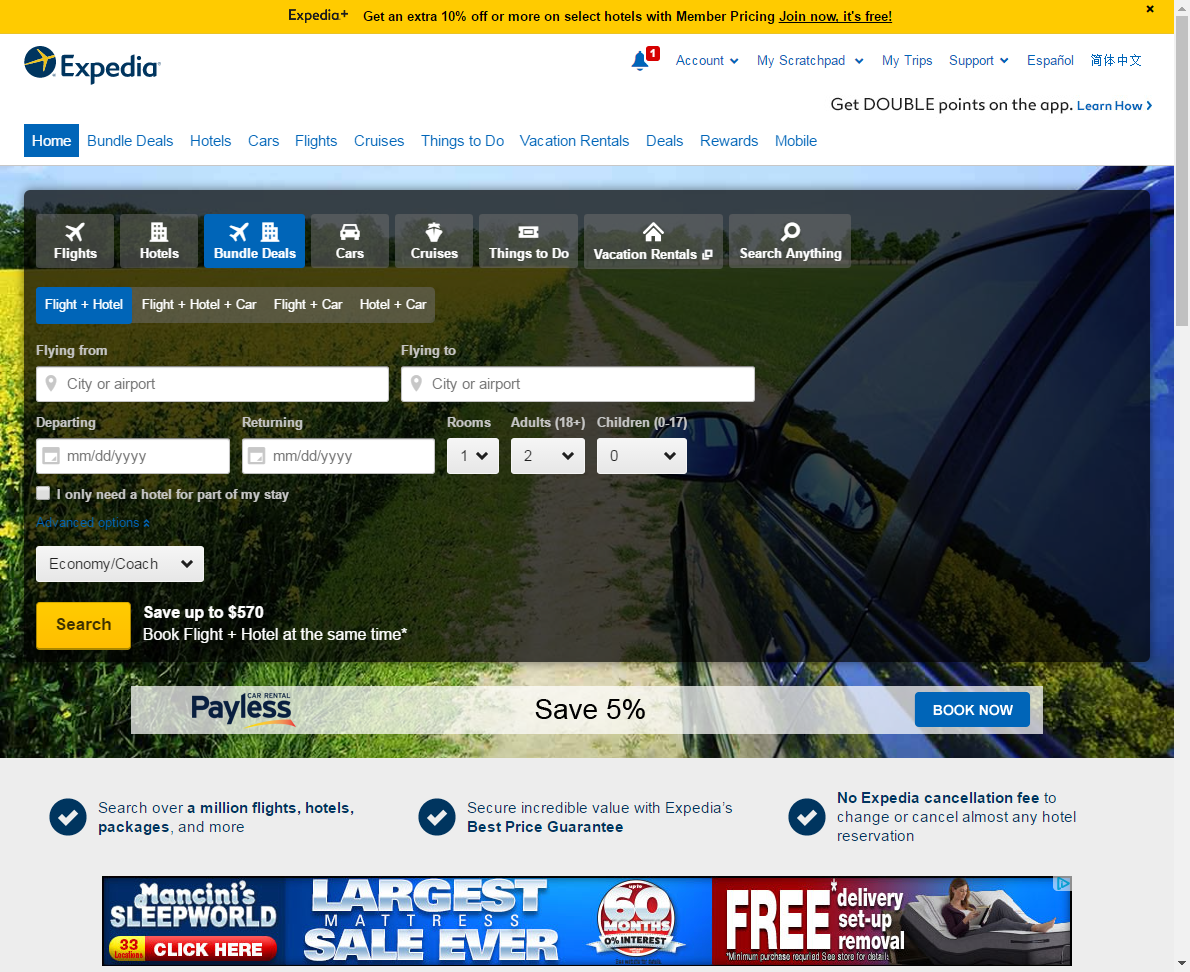 Expedia+ Get an extra 10% off or more on select hotels with Member Pricing Join now, it's free!
Expedia
1 Account My Scratchpad My Trips Support Español 简体中文
Get DOUBLE points on the app. Learn How
Home Bundle Deals Hotels Cars Flights Cruises Things to Do Vacation Rentals Deals Rewards Mobile
Flights Hotels Bundle Deals Cars Cruises Things to Do Vacation Rentals Search Anything
Flight + Hotel Flight + Hotel + Car Flight + Car Hotel + Car
Flying from Flying to
City or airport City or airport
Departing Returning Rooms Adults (18+) Children (0-17)
mm/dd/yyyy mm/dd/yyyy 1 2 0
I only need a hotel for part of my stay
Advanced options
Economy/Coach
Search
Save up to $570
Book Flight + Hotel at the same time*
CAR RENTAL
Payless
Save 5%
BOOK NOW
Search over a million flights, hotels,
packages, and more
Secure incredible value with Expedia's
Best Price Guarantee
No Expedia cancellation fee to
change or cancel almost any hotel
reservation
Mancini's
SLEEPWORLD
33
Locations
CLICK HERE
LARGEST
MATTRESS
SALE EVER
up to
60
MONTHS
0% INTEREST
See website for details
FREE*
delivery
set-up
removal
*Minimum purchase required See store for details